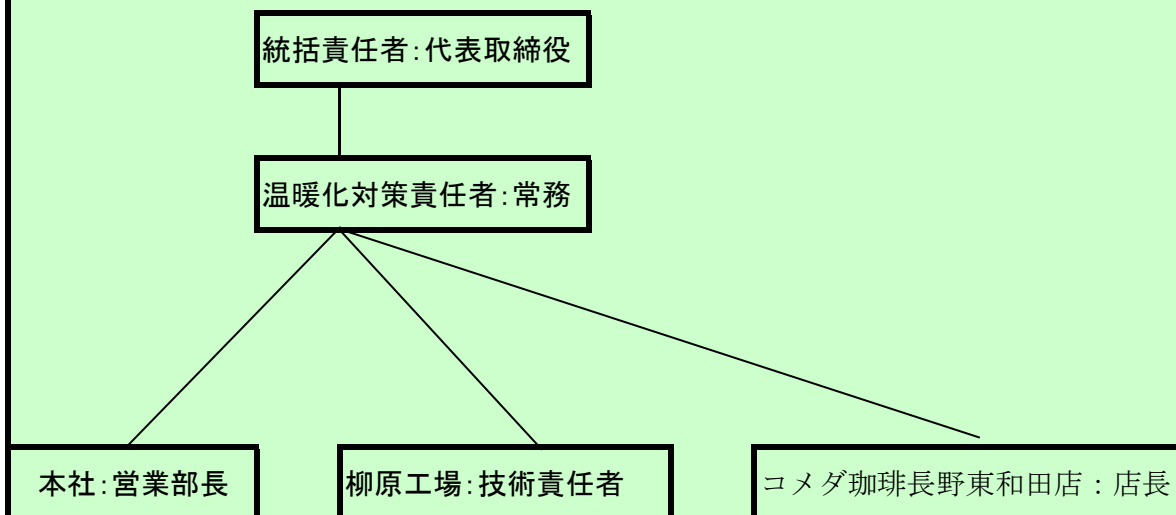 統括責任者:代表取締役
温暖化対策責任者:常務
本社:営業部長
柳原工場:技術責任者
コメダ珈琲長野東和田店:店長